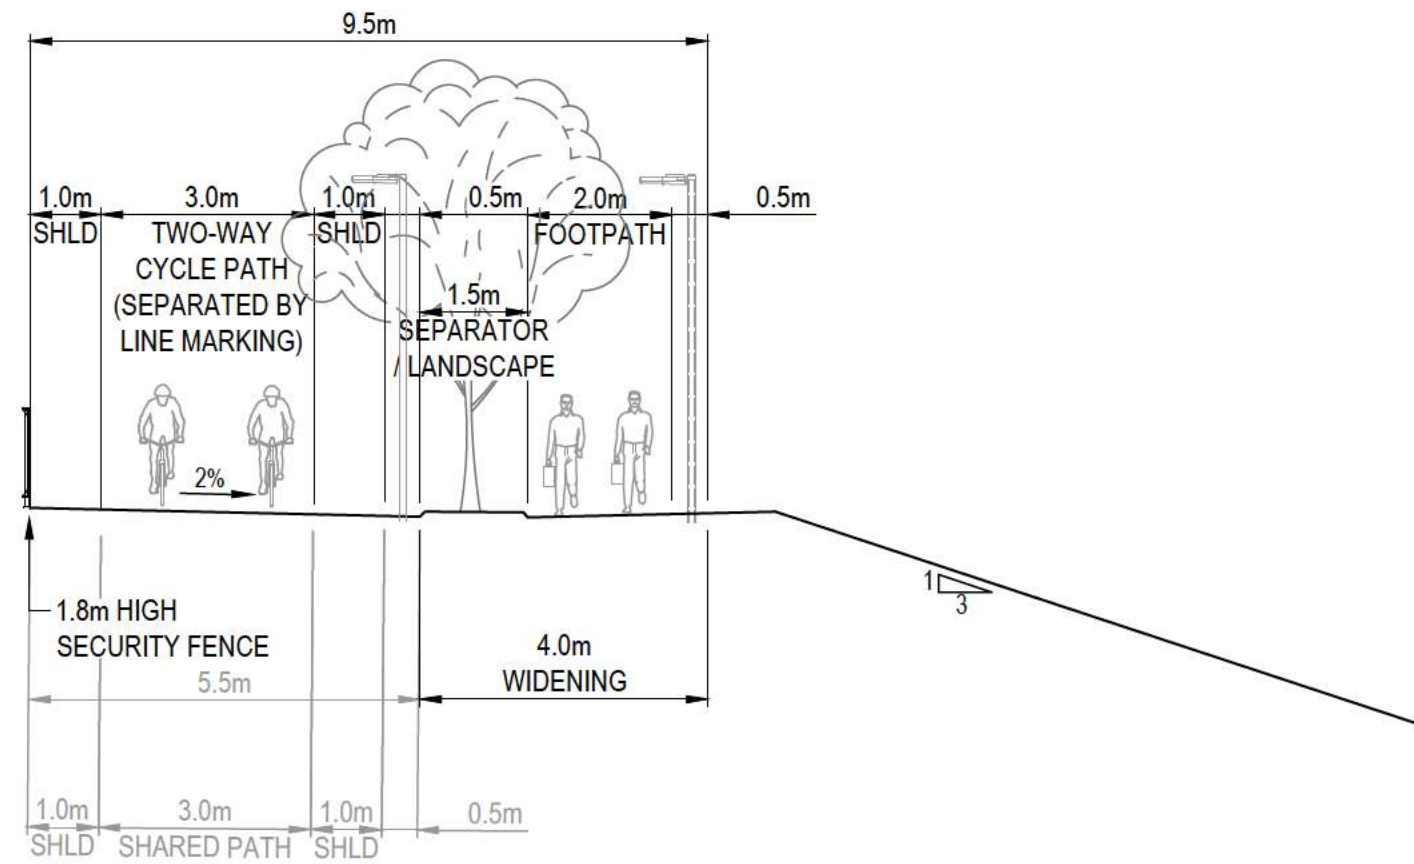 9.5m
1.0m 3.0m 1.0m 0.5m 2.0m 0.5m
SHLD TWO-WAY SHLD FOOTPATH
CYCLE PATH
(SEPARATED BY
LINE MARKING)
1.5m
SEPARATOR
/ LANDSCAPE
2%
1
3
1.8m HIGH
SECURITY FENCE
4.0m
WIDENING
5.5m
1.0m 3.0m 1.0m 0.5m
SHLD SHARED PATH SHLD